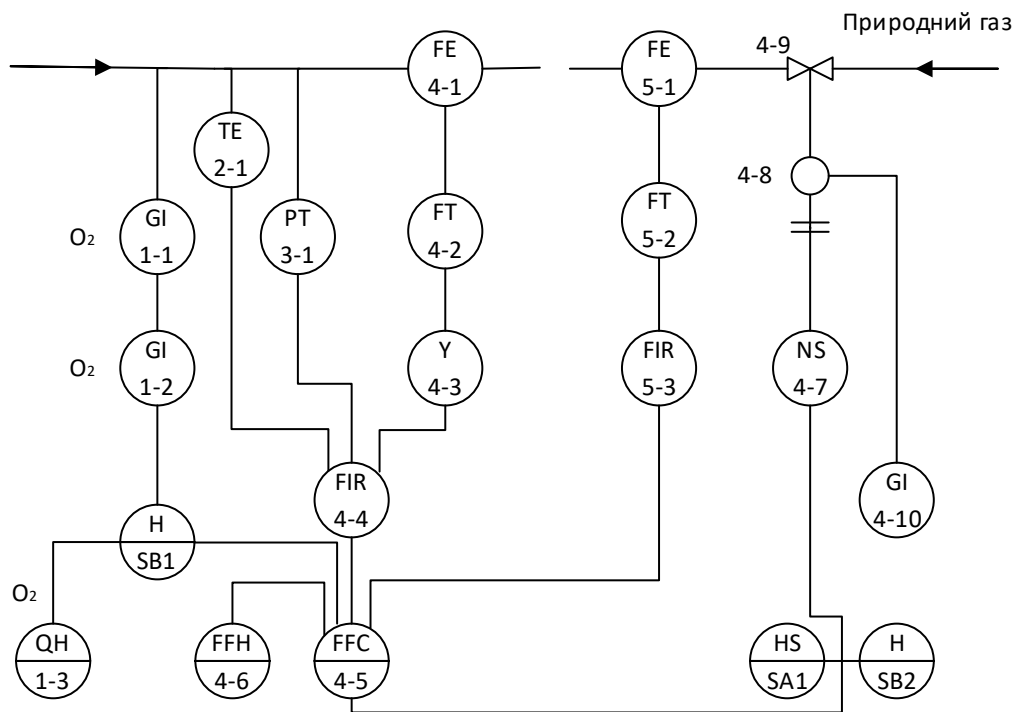 Природний газ
4-9
FE
4-1
FE
5-1
TE
2-1
4-8
O₂
GI
1-1
PT
3-1
FT
4-2
FT
5-2
O₂
GI
1-2
Y
4-3
FIR
5-3
NS
4-7
FIR
4-4
GI
4-10
H
SB1
O₂
QH
1-3
FFH
4-6
FFC
4-5
HS
SA1
H
SB2